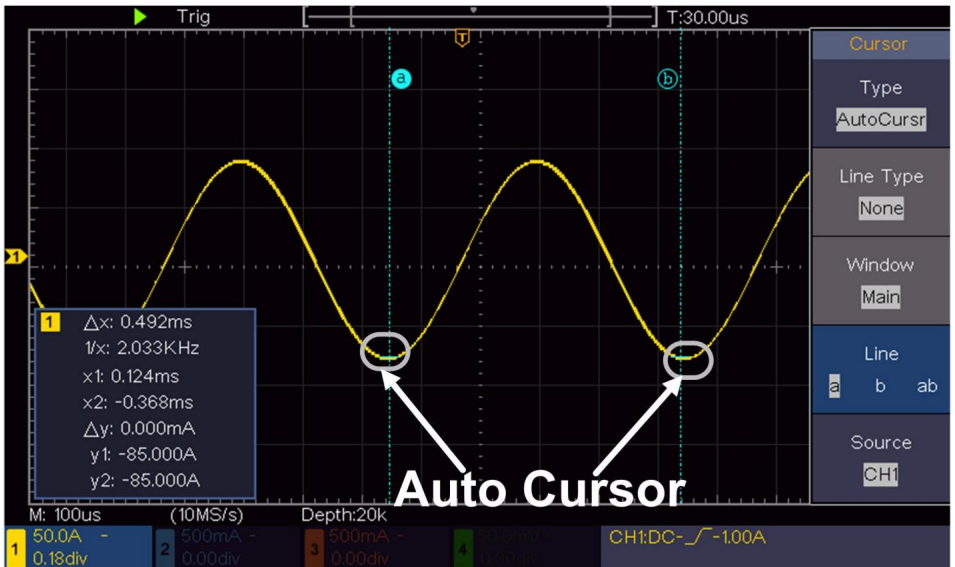 Trig
T:30.00us
T
a
b
1
1
△x: 0.492ms
1/x: 2.033KHz
x1: 0.124ms
x2: -0.368ms
△y: 0.000mA
y1: -85.000A
y2: -85.000A
Auto Cursor
Cursor
Type
AutoCursr
Line Type
None
Window
Main
Line
a b ab
Source
CH1
M: 100us (10MS/s) Depth:20k
1 50.0A -
0.18div
2 500mA -
0.00div
3 500mA -
0.00div
4
CH1:DC- -1.00A